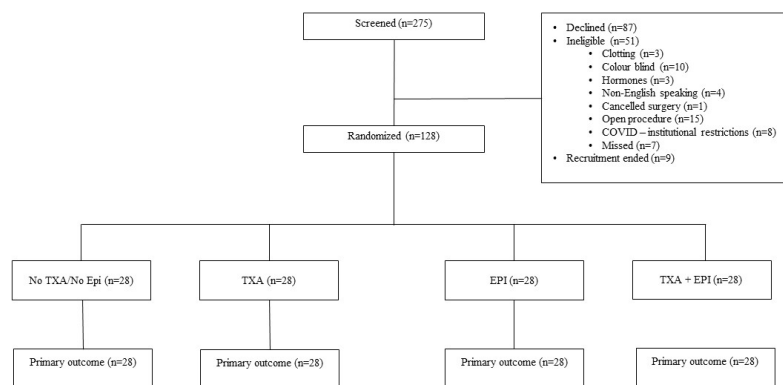 Screened (n=275)
• Declined (n=87)
• Ineligible (n=51)
• Clotting (n=3)
• Colour blind (n=10)
• Hormones (n=3)
• Non-English speaking (n=4)
• Cancelled surgery (n=1)
• Open procedure (n=15)
• COVID – institutional restrictions (n=8)
• Missed (n=7)
• Recruitment ended (n=9)
Randomized (n=128)
No TXA/No Epi (n=28)
TXA (n=28)
EPI (n=28)
TXA + EPI (n=28)
Primary outcome (n=28)
Primary outcome (n=28)
Primary outcome (n=28)
Primary outcome (n=28)